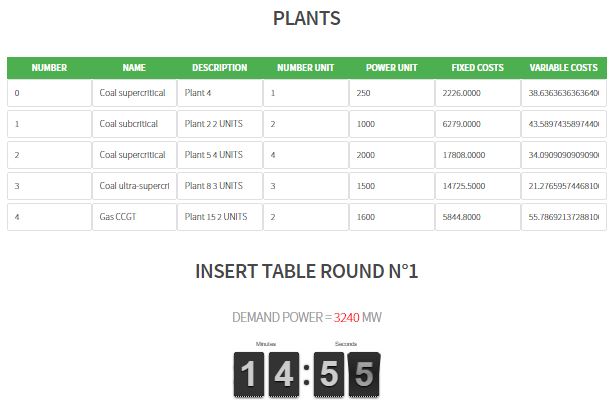 PLANTS
NUMBER NAME DESCRIPTION NUMBER UNIT POWER UNIT FIXED COSTS VARIABLE COSTS
0 Coal supercritical Plant 4 1 250 2226.0000 38.6363636363640
1 Coal subcritical Plant 2 2 UNITS 2 1000 6279.0000 43.5897435897440
2 Coal supercritical Plant 5 4 UNITS 4 2000 17808.0000 34.0909090909090
3 Coal ultra-supercri Plant 8 3 UNITS 3 1500 14725.5000 21.2765957446810
4 Gas CCGT Plant 15 2 UNITS 2 1600 5844.8000 55.7869213728810
INSERT TABLE ROUND N°1
DEMAND POWER = 3240 MW
Minutes Seconds
14:55